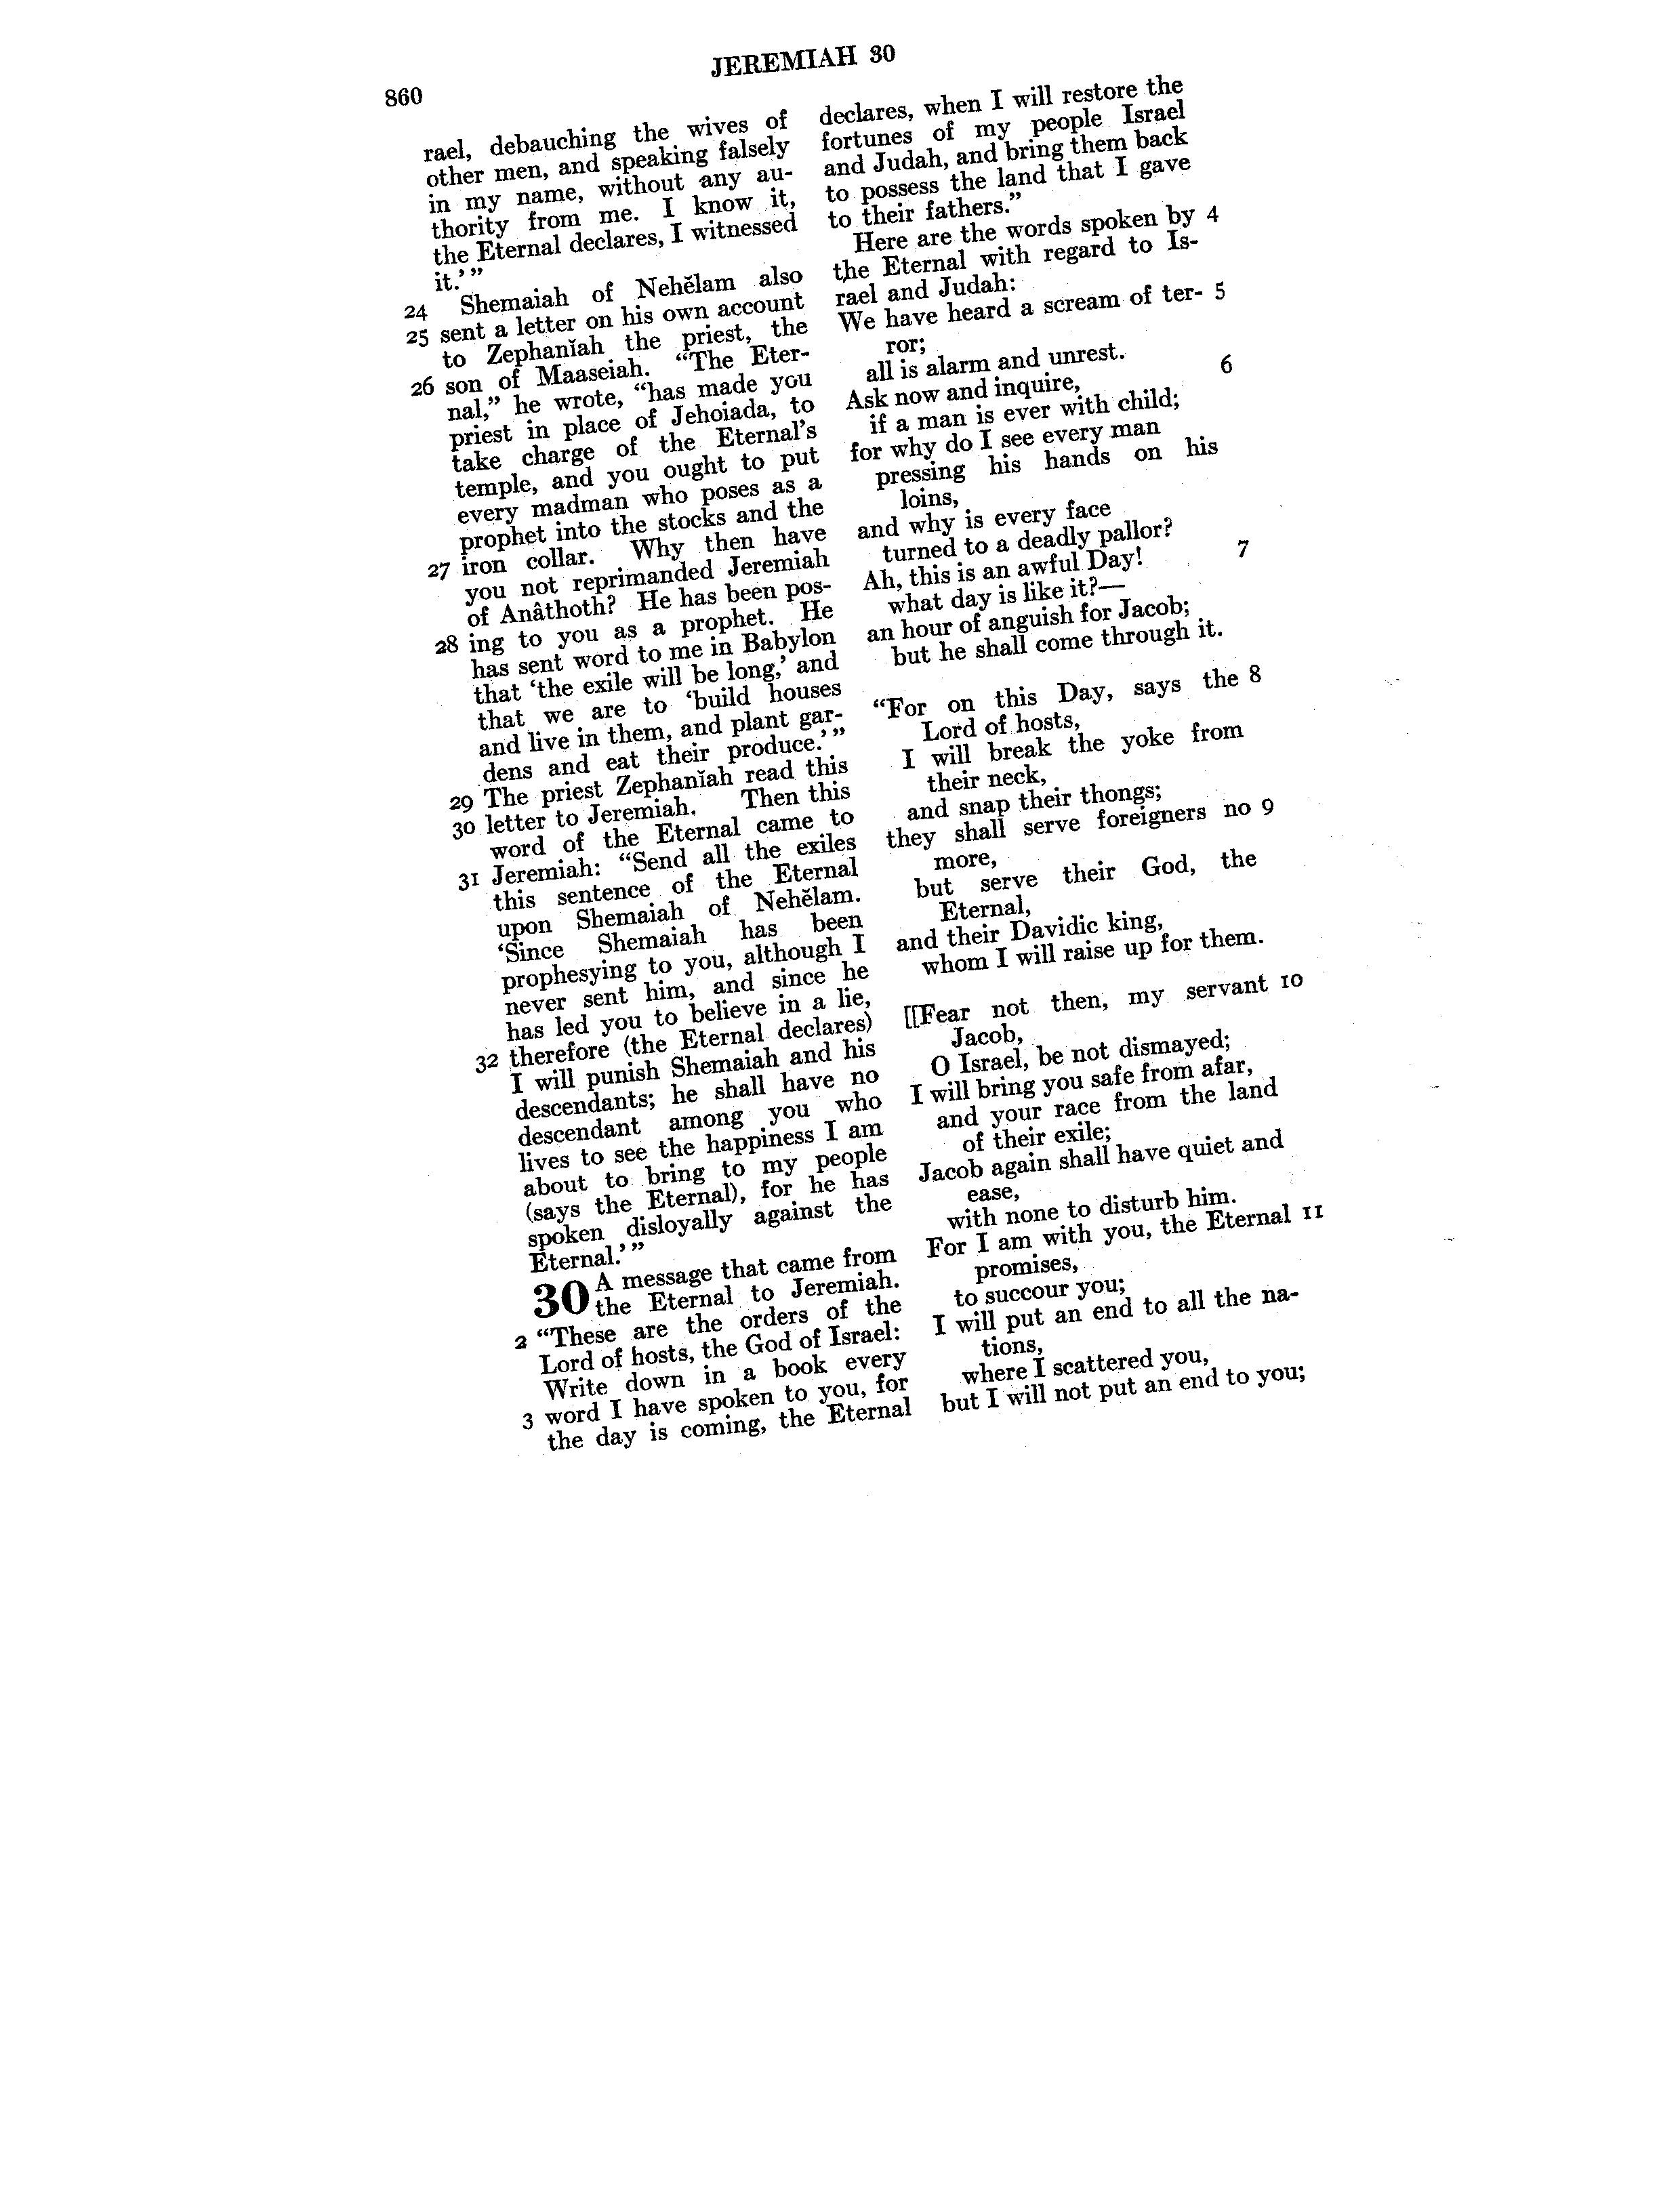 860
JEREMIAH 30
rael, debauching the wives of
other men, and speaking falsely
in my name, without any au-
thority from me. I know it,
the Eternal declares, I witnessed
it.’”
24 Shemaiah of Nehĕlam also
25 sent a letter on his own account
to Zephanĭah the priest, the
26 son of Maaseiah. “The Eter-
nal,” he wrote, “has made you
priest in place of Jehoiada, to
take charge of the Eternal’s
temple, and you ought to put
every madman who poses as a
prophet into the stocks and the
27 iron collar. Why then have
you not reprimanded Jeremiah
of Anâthoth? He has been pos-
28 ing to you as a prophet. He
has sent word to me in Babylon
that ‘the exile will be long,’ and
that we are to ‘build houses
and live in them, and plant gar-
dens and eat their produce.’”
29 The priest Zephanĭah read this
30 letter to Jeremiah. Then this
word of the Eternal came to
31 Jeremiah: “Send all the exiles
this sentence of the Eternal
upon Shemaiah of Nehĕlam.
‘Since Shemaiah has been
prophesying to you, although I
never sent him, and since he
has led you to believe in a lie,
32 therefore (the Eternal declares)
I will punish Shemaiah and his
descendants; he shall have no
descendant among you who
lives to see the happiness I am
about to bring to my people
(says the Eternal), for he has
spoken disloyally against the
Eternal.’”
30 A message that came from
the Eternal to Jeremiah.
2 “These are the orders of the
Lord of hosts, the God of Israel:
Write down in a book every
3 word I have spoken to you, for
the day is coming, the Eternal
declares, when I will restore the
fortunes of my people Israel
and Judah, and bring them back
to possess the land that I gave
to their fathers.”
Here are the words spoken by 4
the Eternal with regard to Is-
rael and Judah:
We have heard a scream of ter- 5
ror;
all is alarm and unrest.
Ask now and inquire, 6
if a man is ever with child;
for why do I see every man
pressing his hands on his
loins,
and why is every face
turned to a deadly pallor?
Ah, this is an awful Day! 7
what day is like it?—
an hour of anguish for Jacob;
but he shall come through it.
“For on this Day, says the 8
Lord of hosts,
I will break the yoke from
their neck,
and snap their thongs;
they shall serve foreigners no 9
more,
but serve their God, the
Eternal,
and their Davidic king,
whom I will raise up for them.
[[Fear not then, my servant 10
Jacob,
O Israel, be not dismayed;
I will bring you safe from afar,
and your race from the land
of their exile;
Jacob again shall have quiet and
ease,
with none to disturb him.
For I am with you, the Eternal 11
promises,
to succour you;
I will put an end to all the na-
tions,
where I scattered you,
but I will not put an end to you;